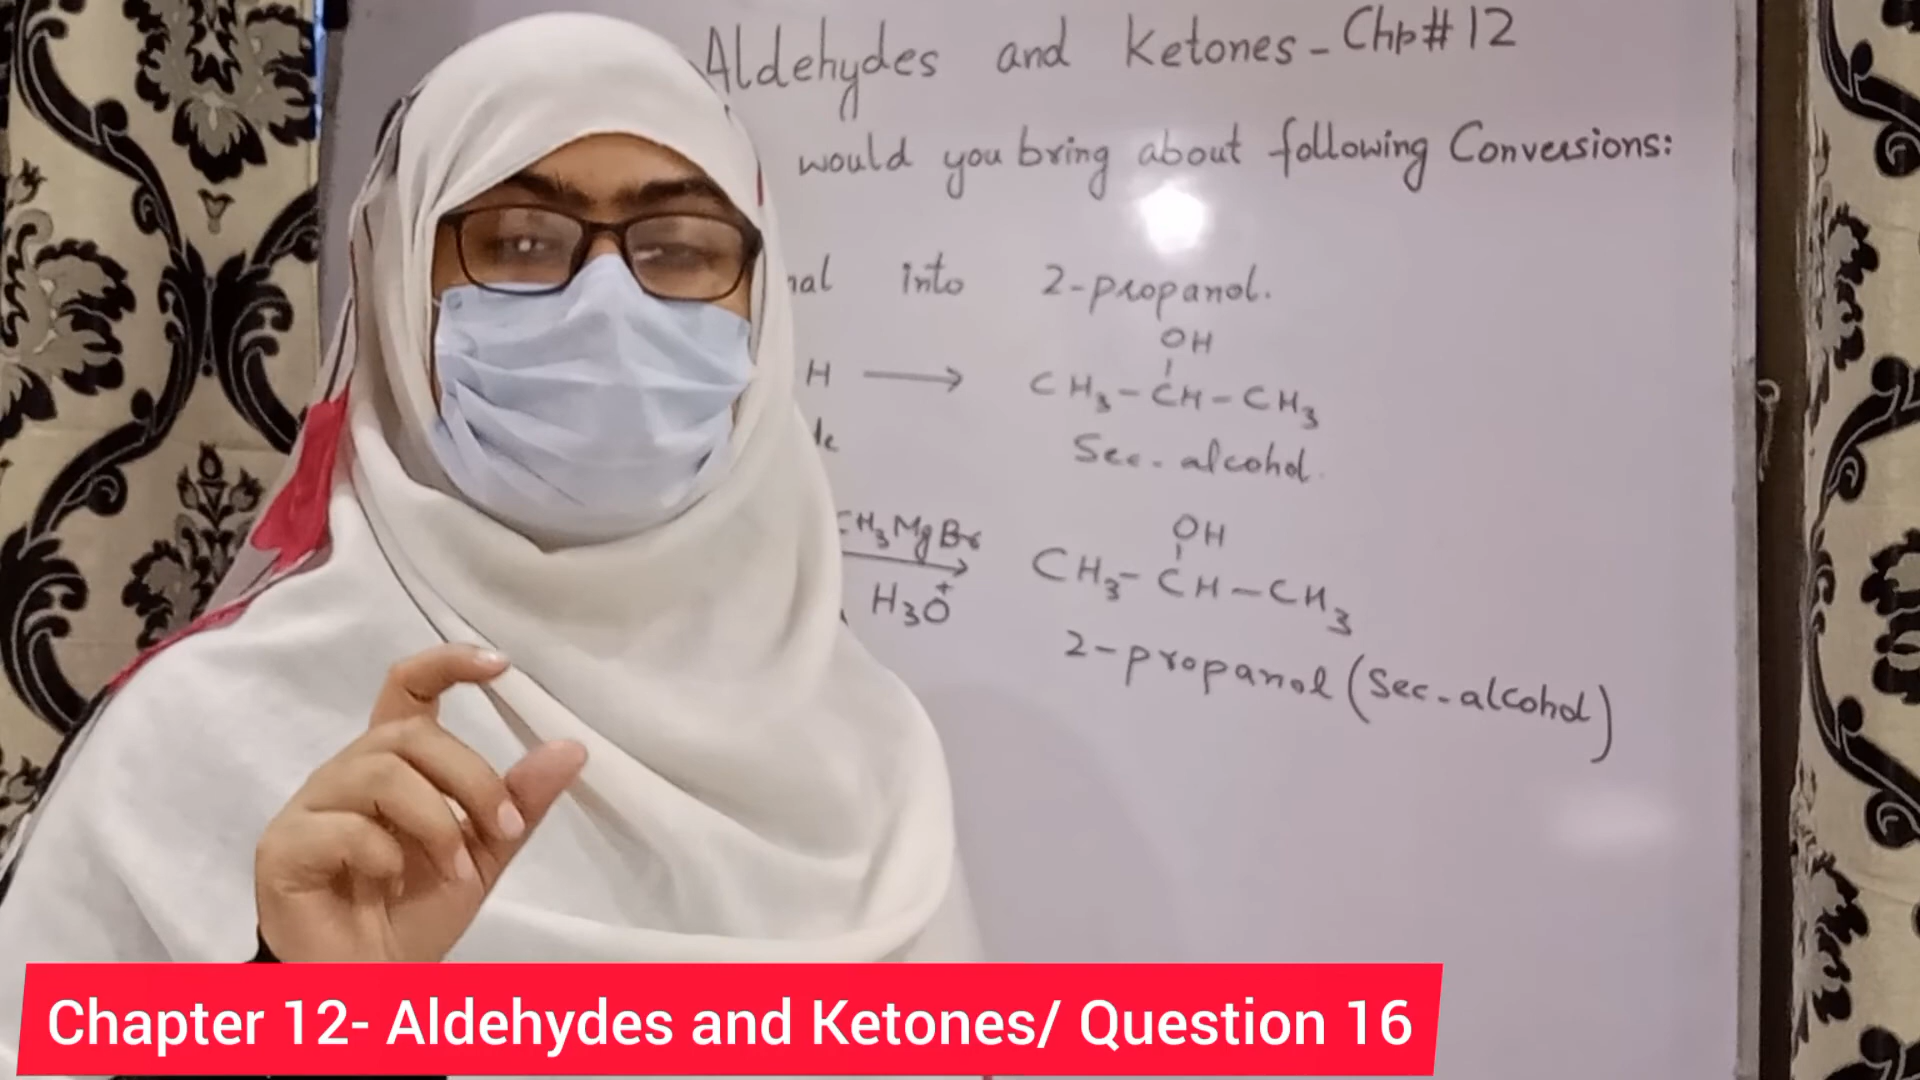 Aldehydes and Ketones - Chp# 12
would you bring about following Conversions:
nal into 2-propanol.
OH
H ⟶ CH₃-CH-CH₃
Sec. alcohol.
CH₃MgBr
OH
CH₃-CH-CH₃
H₃O⁺
2-propanol (Sec-alcohol)
Chapter 12- Aldehydes and Ketones/ Question 16